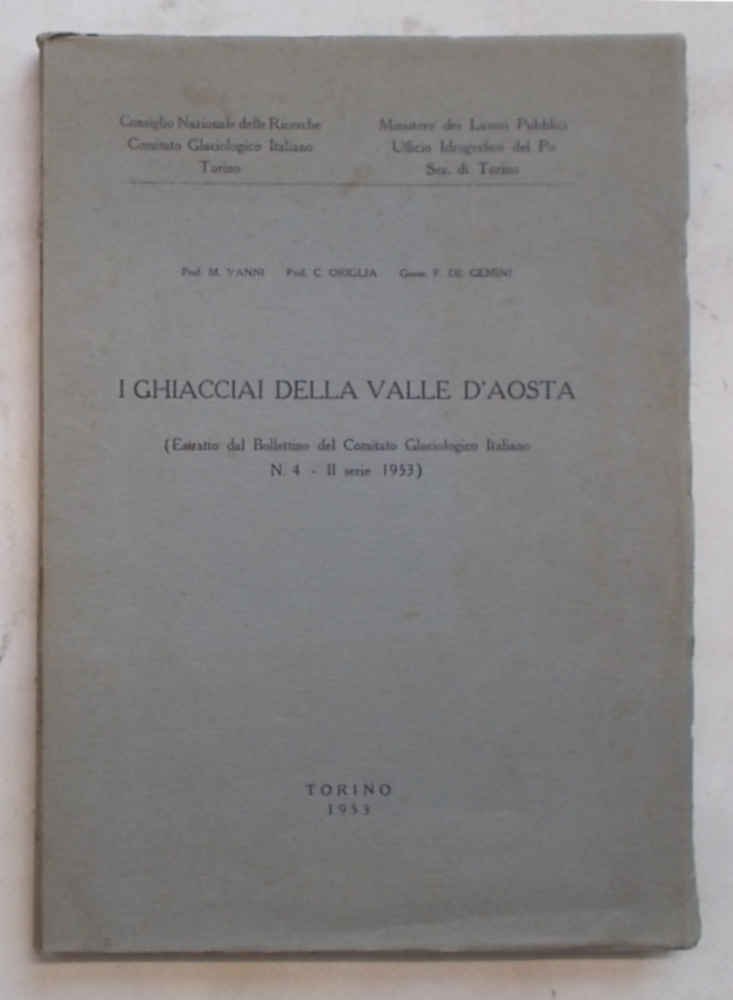 Consiglio Nazionale delle Ricerche
Comitato Glaciologico Italiano
Torino
Ministero dei Lavori Pubblici
Ufficio Idrografico del Po
Sez. di Torino
Prof. M. VANNI Prof. C. ORIGLIA Geom. F. DE GEMINI
I GHIACCIAI DELLA VALLE D'AOSTA
(Estratto dal Bollettino del Comitato Glaciologico Italiano
N. 4 - II serie 1953)
TORINO
1953